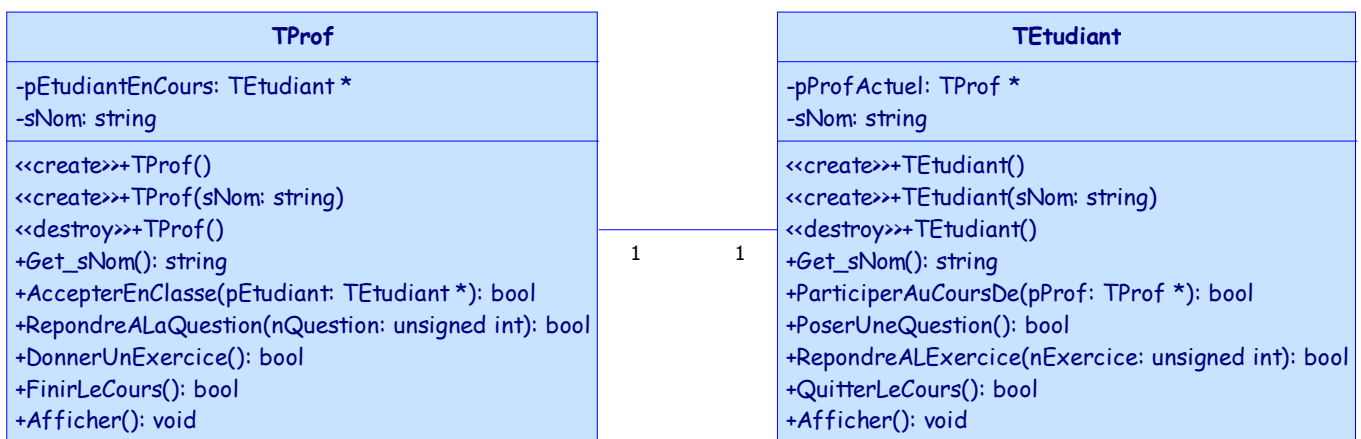 TProf
-pEtudiantEnCours: TEtudiant *
-sNom: string
<<create>>+TProf()
<<create>>+TProf(sNom: string)
<<destroy>>+TProf()
+Get_sNom(): string
+AccepterEnClasse(pEtudiant: TEtudiant *): bool
+RepondreALaQuestion(nQuestion: unsigned int): bool
+DonnerUnExercice(): bool
+FinirLeCours(): bool
+Afficher(): void
1 1
TEtudiant
-pProfActuel: TProf *
-sNom: string
<<create>>+TEtudiant()
<<create>>+TEtudiant(sNom: string)
<<destroy>>+TEtudiant()
+Get_sNom(): string
+ParticiperAuCoursDe(pProf: TProf *): bool
+PoserUneQuestion(): bool
+RepondreALExercice(nExercice: unsigned int): bool
+QuitterLeCours(): bool
+Afficher(): void